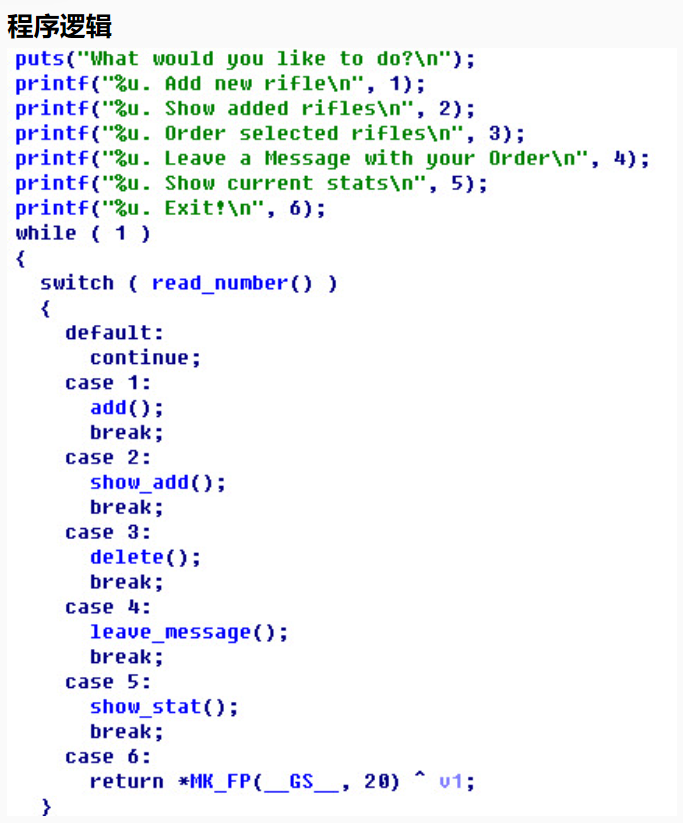 程序逻辑
puts("What would you like to do?\n");
printf("%u. Add new rifle\n", 1);
printf("%u. Show added rifles\n", 2);
printf("%u. Order selected rifles\n", 3);
printf("%u. Leave a Message with your Order\n", 4);
printf("%u. Show current stats\n", 5);
printf("%u. Exit!\n", 6);
while ( 1 )
{
switch ( read_number() )
{
default:
continue;
case 1:
add();
break;
case 2:
show_add();
break;
case 3:
delete();
break;
case 4:
leave_message();
break;
case 5:
show_stat();
break;
case 6:
return *MK_FP(__GS__, 20) ^ v1;
}